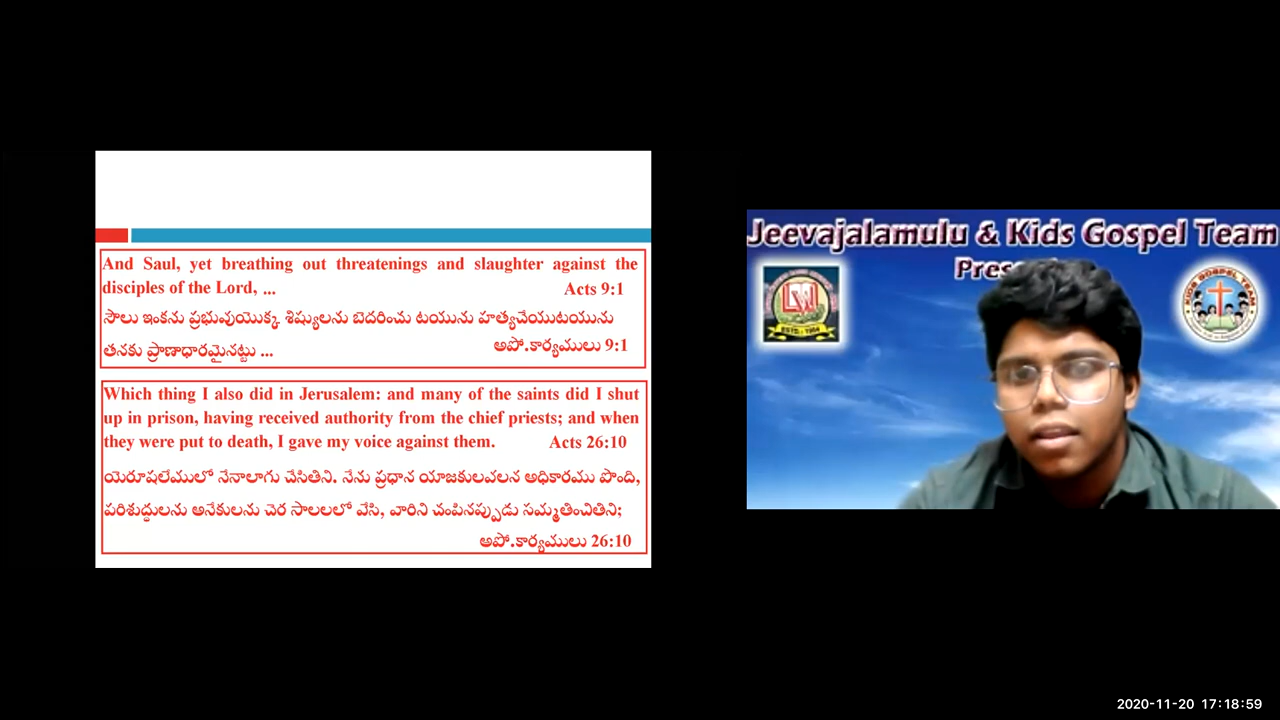 And Saul, yet breathing out threatenings and slaughter against the
disciples of the Lord, ... Acts 9:1
సౌలు ఇంకను ప్రభువుయొక్క శిష్యులను బెదరించు టయును హత్యచేయుటయును
తనకు ప్రాణాధారమైనట్టు ... అపో.కార్యములు 9:1
Which thing I also did in Jerusalem: and many of the saints did I shut
up in prison, having received authority from the chief priests; and when
they were put to death, I gave my voice against them. Acts 26:10
యెరూషలేములో నేనాలాగు చేసితిని. నేను ప్రధాన యాజకులవలన అధికారము పొంది,
పరిశుద్ధులను అనేకులను చెర సాలలలో వేసి, వారిని చంపినప్పుడు సమ్మతించితిని;
అపో.కార్యములు 26:10
Jeevajalamulu & Kids Gospel Team
KIDS GOSPEL TEAM
2020-11-20 17:18:59